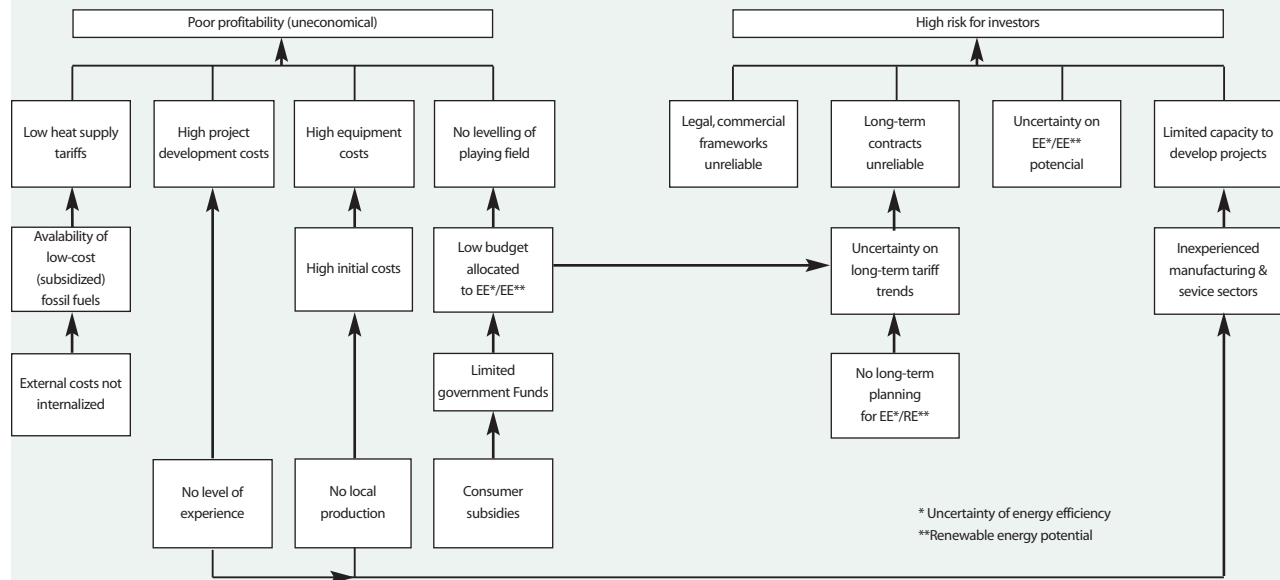 Poor profitability (uneconomical)
High risk for investors
Low heat supply
tariffs
High project
development costs
High equipment
costs
No levelling of
playing field
Legal, commercial
frameworks
unreliable
Long-term
contracts
unreliable
Uncertainty on
EE*/EE**
potencial
Limited capacity to
develop projects
Avalability of
low-cost
(subsidized)
fossil fuels
High initial costs
Low budget
allocated
to EE*/EE**
Uncertainty on
long-term tariff
trends
Inexperienced
manufacturing &
sevice sectors
External costs not
internalized
Limited
government Funds
No long-term
planning
for EE*/RE**
No level of
experience
No local
production
Consumer
subsidies
* Uncertainty of energy efficiency
**Renewable energy potential